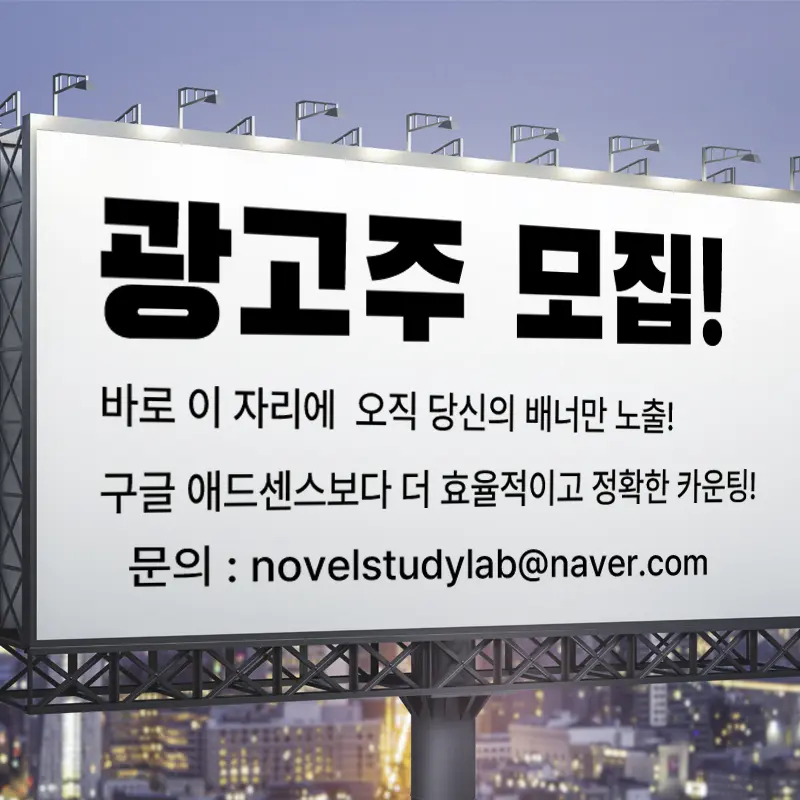 광고주 모집!
바로 이 자리에 오직 당신의 배너만 노출!
구글 애드센스보다 더 효율적이고 정확한 카운팅!
문의 : novelstudylab@naver.com